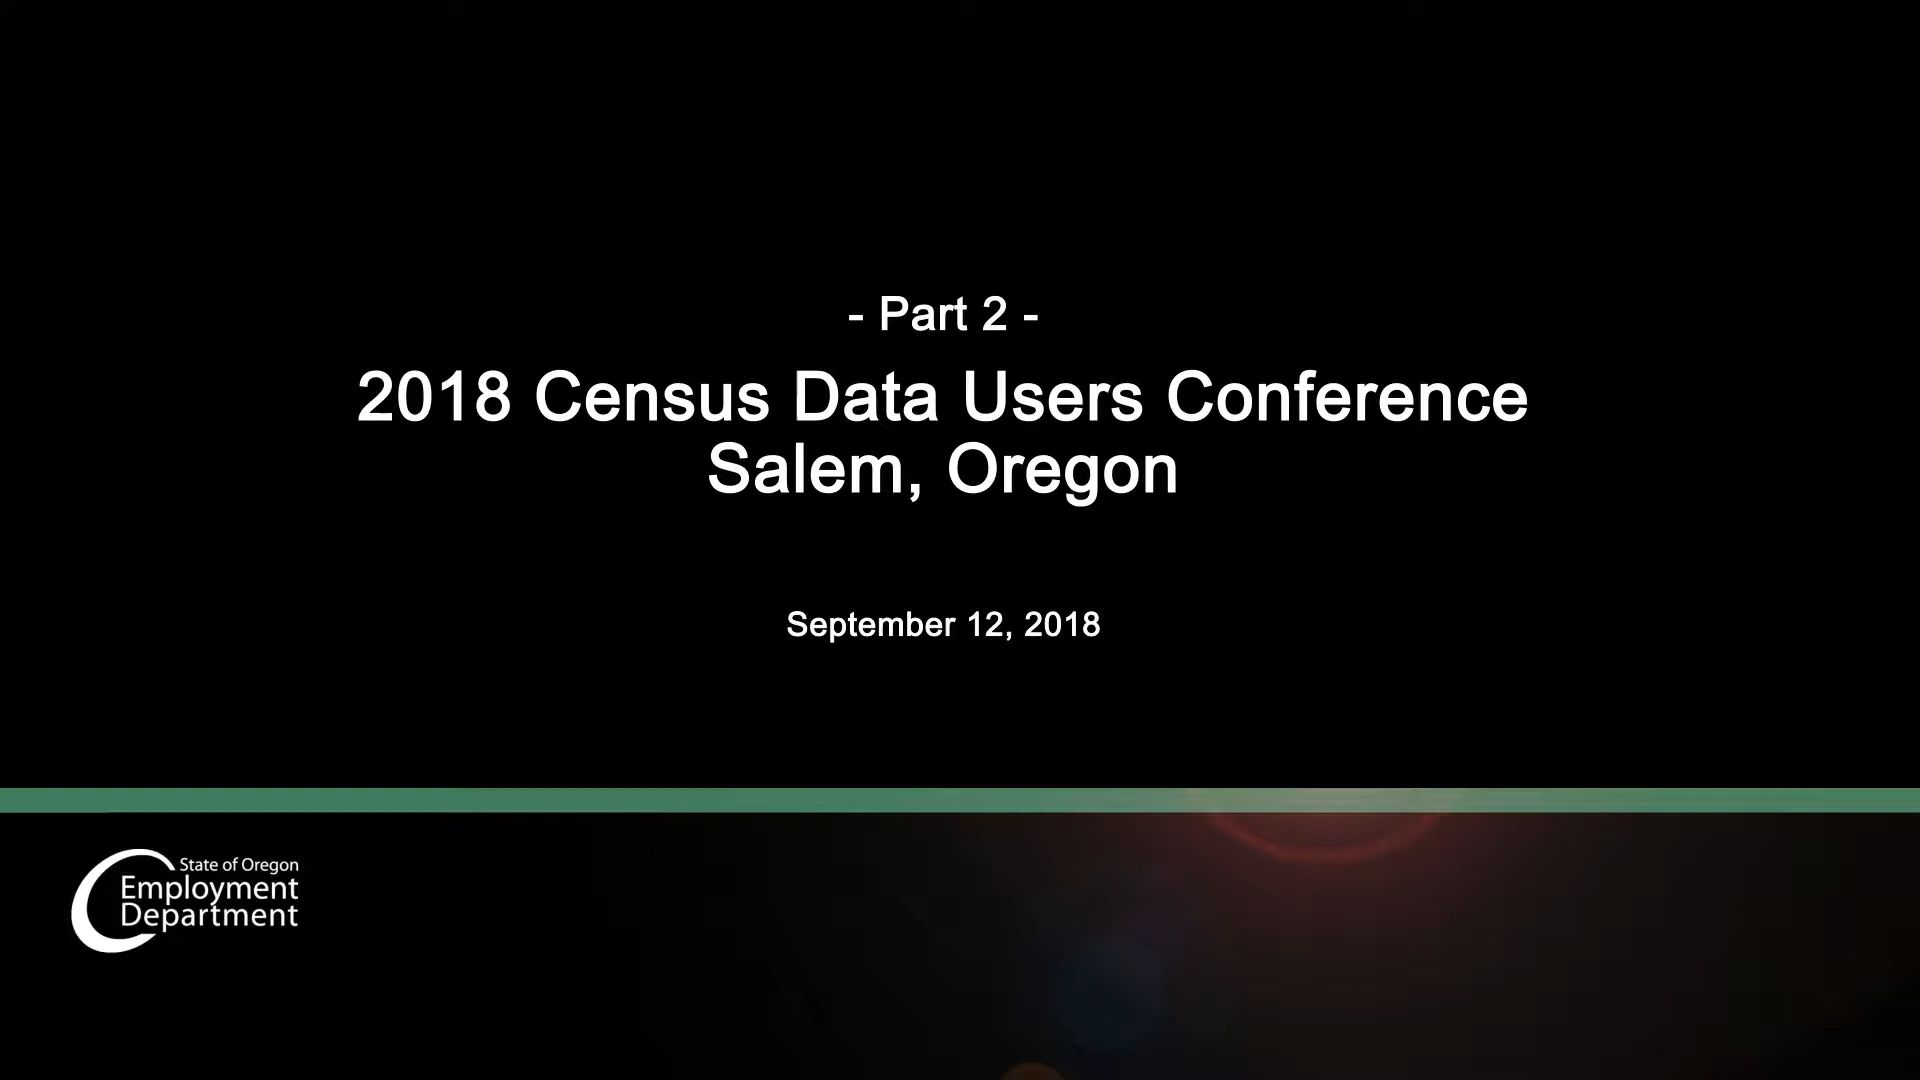 - Part 2 -
2018 Census Data Users Conference
Salem, Oregon
September 12, 2018
State of Oregon
Employment
Department